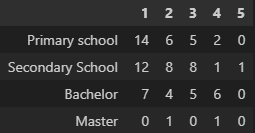 1 2 3 4 5
Primary school 14 6 5 2 0
Secondary School 12 8 8 1 1
Bachelor 7 4 5 6 0
Master 0 1 0 1 0